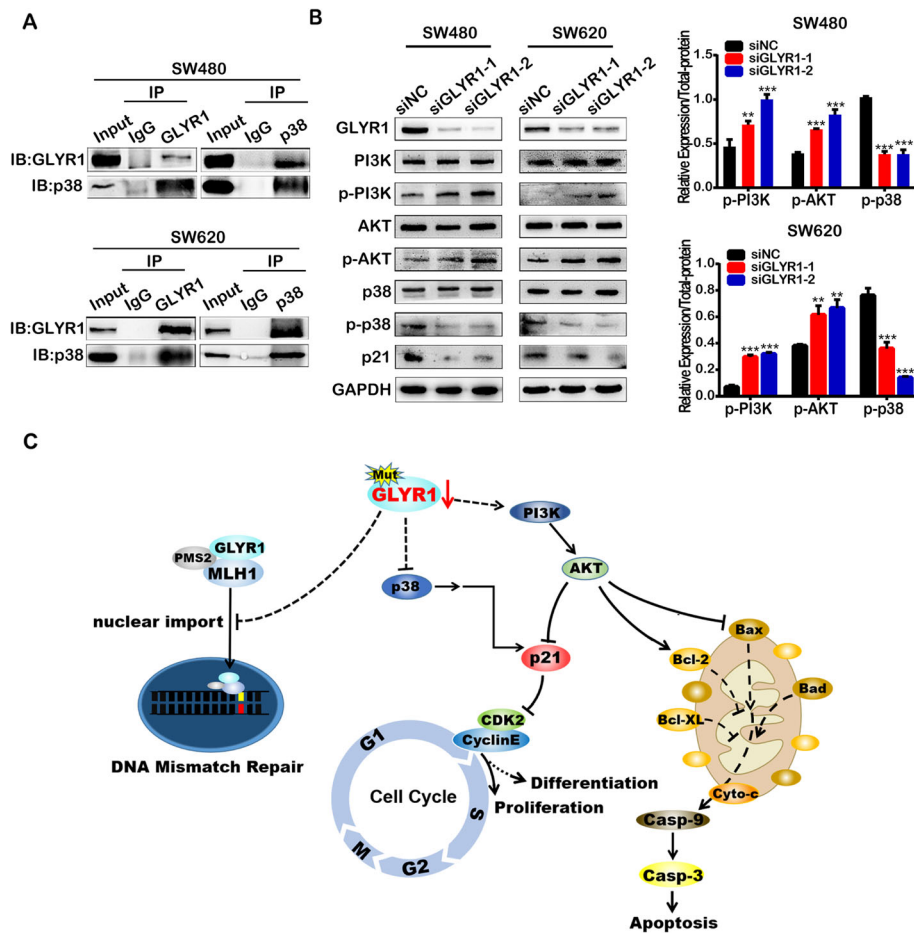 A
SW480
IP
IP
Input
IgG
GLYR1
Input
IgG
p38
IB:GLYR1
IB:p38
SW620
IP
IP
Input
IgG
GLYR1
Input
IgG
p38
IB:GLYR1
IB:p38
B
SW480
SW620
siNC
siGLYR1-1
siGLYR1-2
siNC
siGLYR1-1
siGLYR1-2
GLYR1
PI3K
p-PI3K
AKT
p-AKT
p38
p-p38
p21
GAPDH
SW480
Relative Expression/Total-protein
1.5
1.0
0.5
0.0
siNC
siGLYR1-1
siGLYR1-2
**
***
***
***
***
***
p-PI3K
p-AKT
p-p38
SW620
Relative Expression/Total-protein
1.0
0.8
0.6
0.4
0.2
0.0
siNC
siGLYR1-1
siGLYR1-2
***
***
**
**
***
***
p-PI3K
p-AKT
p-p38
C
Mut
GLYR1
PI3K
GLYR1
PMS2
MLH1
AKT
p38
nuclear import
p21
Bax
Bcl-2
Bad
Bcl-XL
CDK2
CyclinE
G1
S
G2
M
Cell Cycle
DNA Mismatch Repair
Differentiation
Proliferation
Cyto-c
Casp-9
Casp-3
Apoptosis